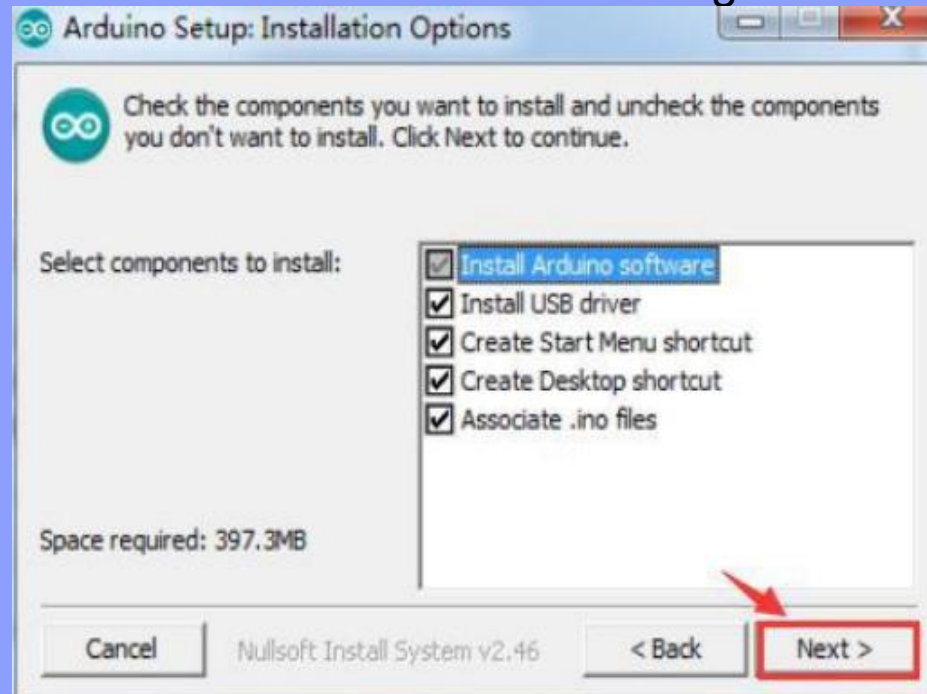 Arduino Setup: Installation Options
Check the components you want to install and uncheck the components
you don't want to install. Click Next to continue.
Select components to install:
Install Arduino software
Install USB driver
Create Start Menu shortcut
Create Desktop shortcut
Associate .ino files
Space required: 397.3MB
Cancel
Nullsoft Install System v2.46
< Back
Next >